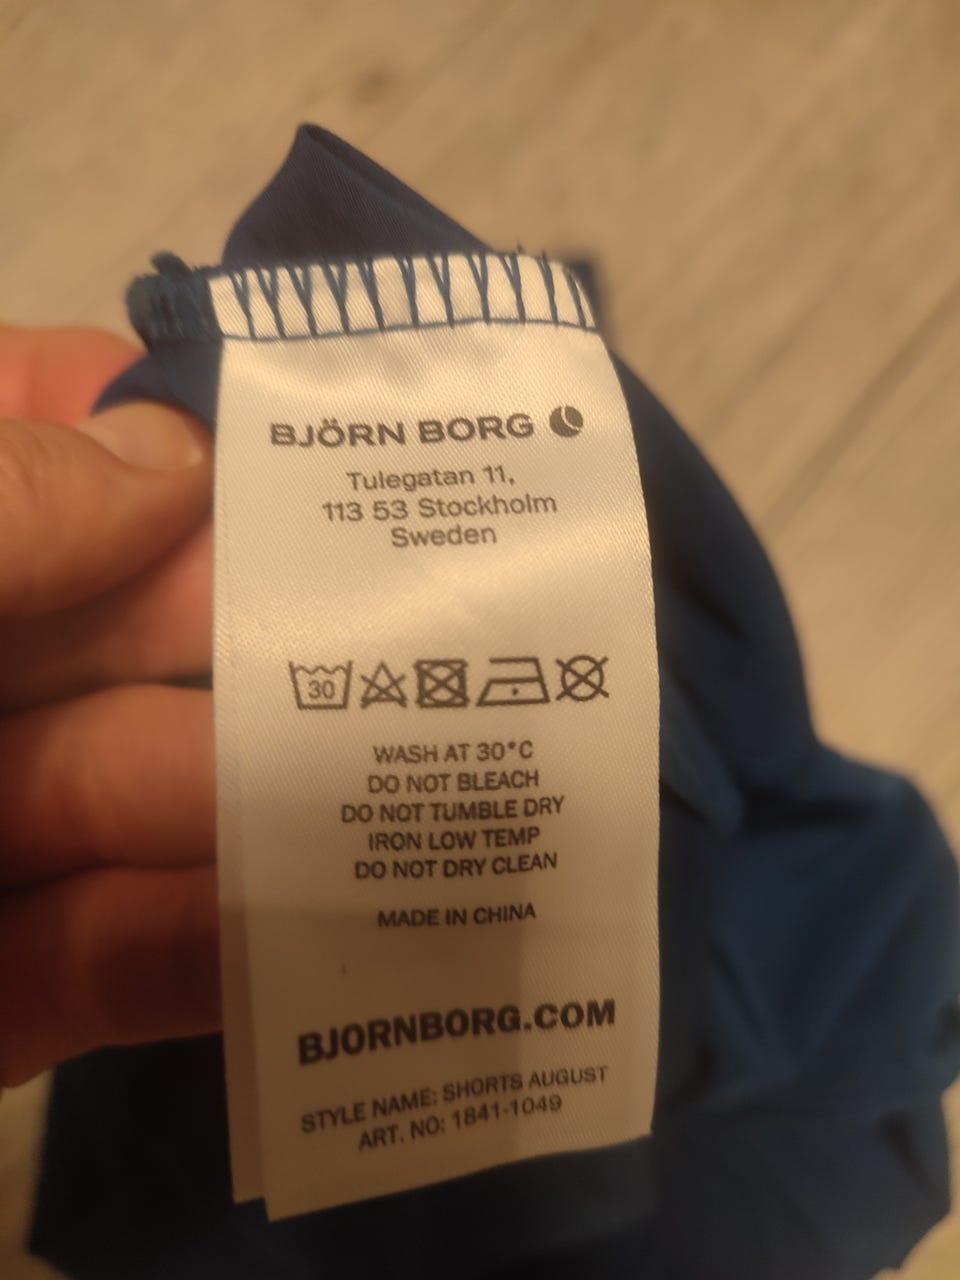 BJÖRN BORG
Tulegatan 11,
113 53 Stockholm
Sweden
30
WASH AT 30°C
DO NOT BLEACH
DO NOT TUMBLE DRY
IRON LOW TEMP
DO NOT DRY CLEAN
MADE IN CHINA
BJORNBORG.COM
STYLE NAME: SHORTS AUGUST
ART. NO: 1841-1049